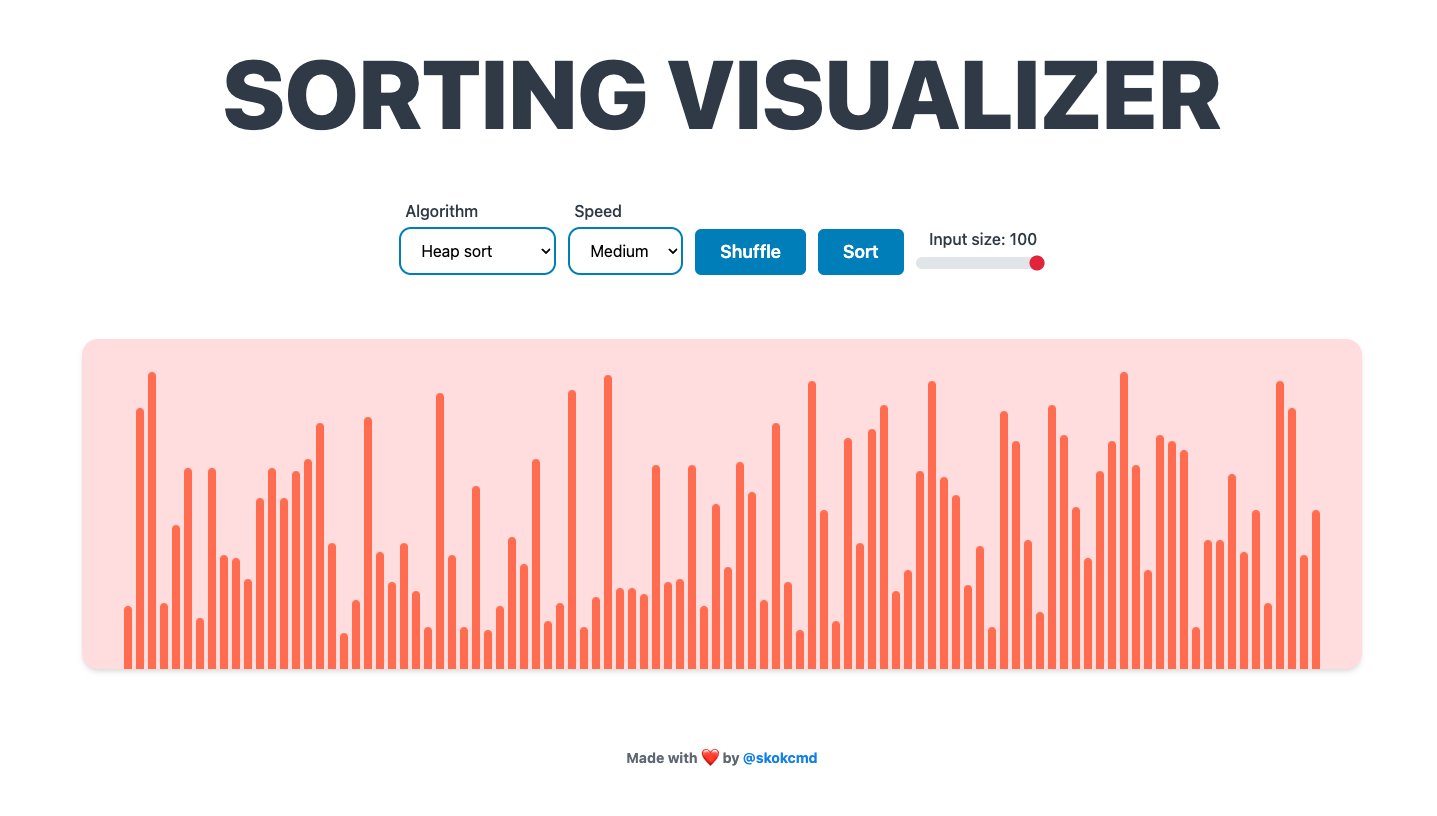 SORTING VISUALIZER
Algorithm
Speed
Heap sort
Medium
Shuffle
Sort
Input size: 100
Made with ❤️ by @skokcmd